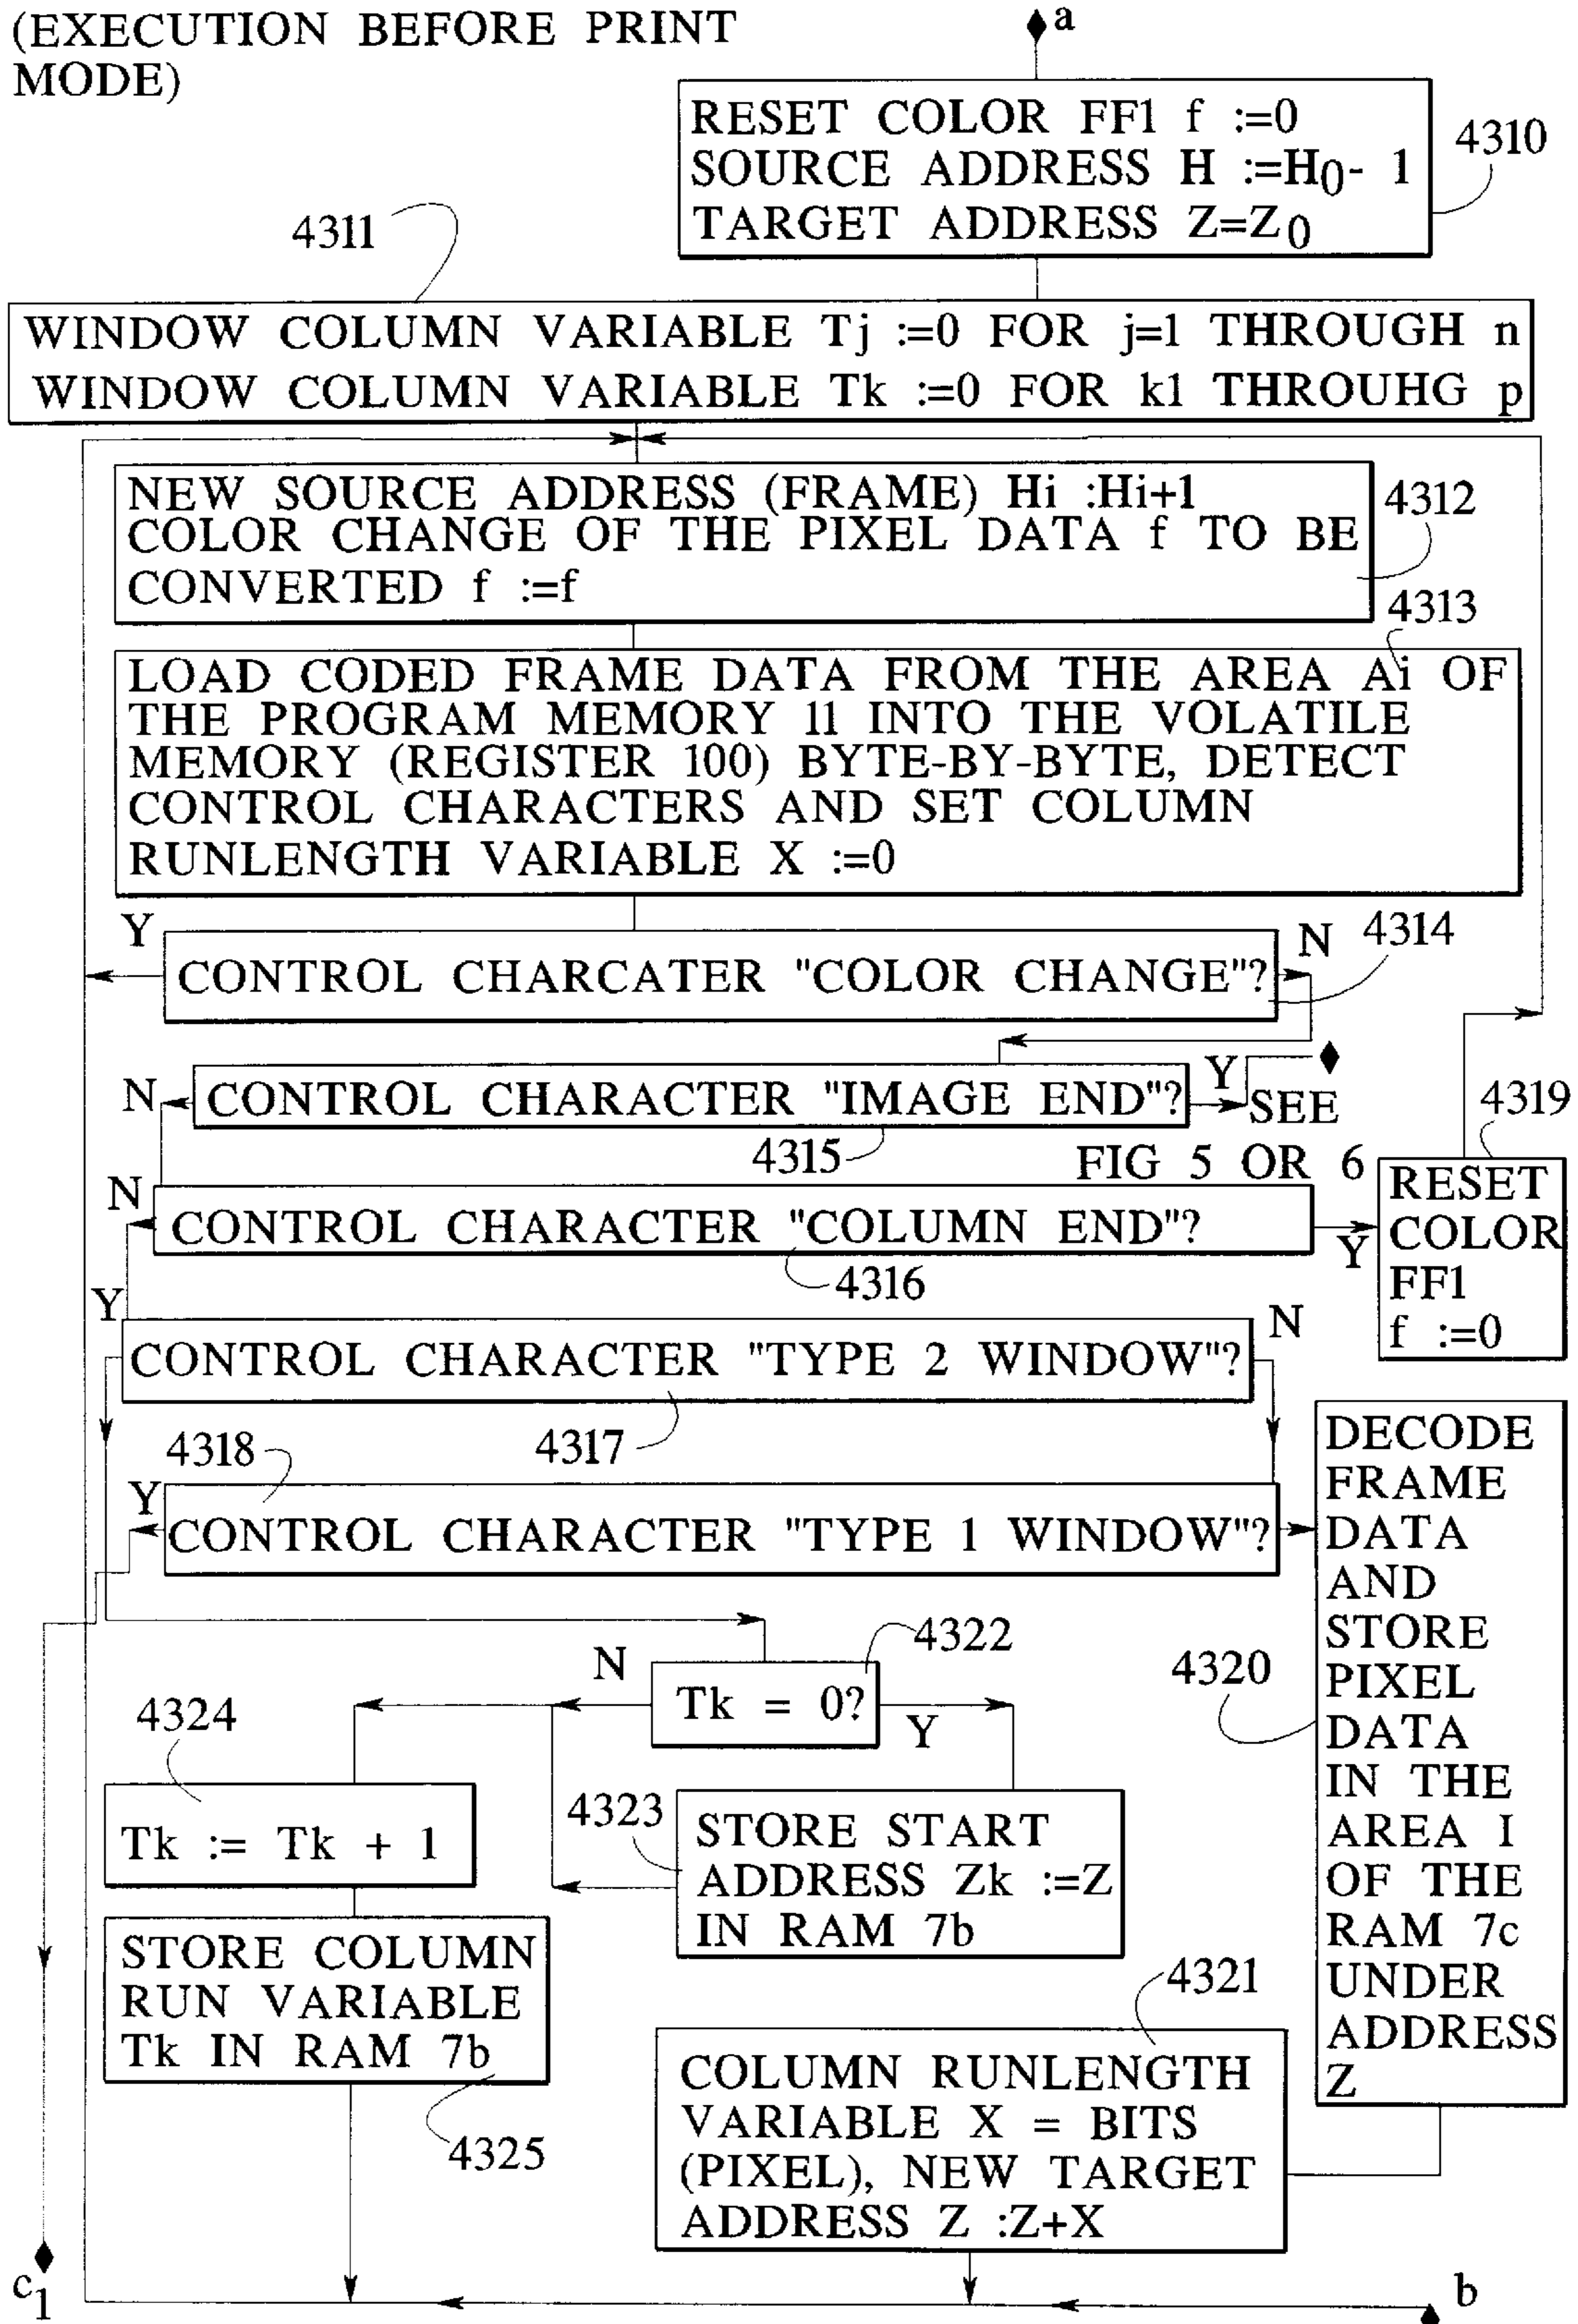 (EXECUTION BEFORE PRINT
MODE)
a
RESET COLOR FF1 f :=0
SOURCE ADDRESS H :=H0- 1
TARGET ADDRESS Z=Z0
4310
4311
WINDOW COLUMN VARIABLE Tj :=0 FOR j=1 THROUGH n
WINDOW COLUMN VARIABLE Tk :=0 FOR k1 THROUHG p
NEW SOURCE ADDRESS (FRAME) Hi :Hi+1
COLOR CHANGE OF THE PIXEL DATA f TO BE
CONVERTED f :=f
4312
4313
LOAD CODED FRAME DATA FROM THE AREA Ai OF
THE PROGRAM MEMORY 11 INTO THE VOLATILE
MEMORY (REGISTER 100) BYTE-BY-BYTE, DETECT
CONTROL CHARACTERS AND SET COLUMN
RUNLENGTH VARIABLE X :=0
Y
CONTROL CHARCATER "COLOR CHANGE"?
N
4314
N
CONTROL CHARACTER "IMAGE END"?
Y
SEE
FIG 5 OR 6
4315
4319
N
CONTROL CHARACTER "COLUMN END"?
Y
4316
RESET
COLOR
FF1
f :=0
Y
CONTROL CHARACTER "TYPE 2 WINDOW"?
N
4317
4318
Y
CONTROL CHARACTER "TYPE 1 WINDOW"?
DECODE
FRAME
DATA
AND
STORE
PIXEL
DATA
IN THE
AREA I
OF THE
RAM 7c
UNDER
ADDRESS
Z
4320
4322
N
Tk = 0?
Y
4324
Tk := Tk + 1
4323
STORE START
ADDRESS Zk :=Z
IN RAM 7b
STORE COLUMN
RUN VARIABLE
Tk IN RAM 7b
4325
4321
COLUMN RUNLENGTH
VARIABLE X = BITS
(PIXEL), NEW TARGET
ADDRESS Z :Z+X
c1
b